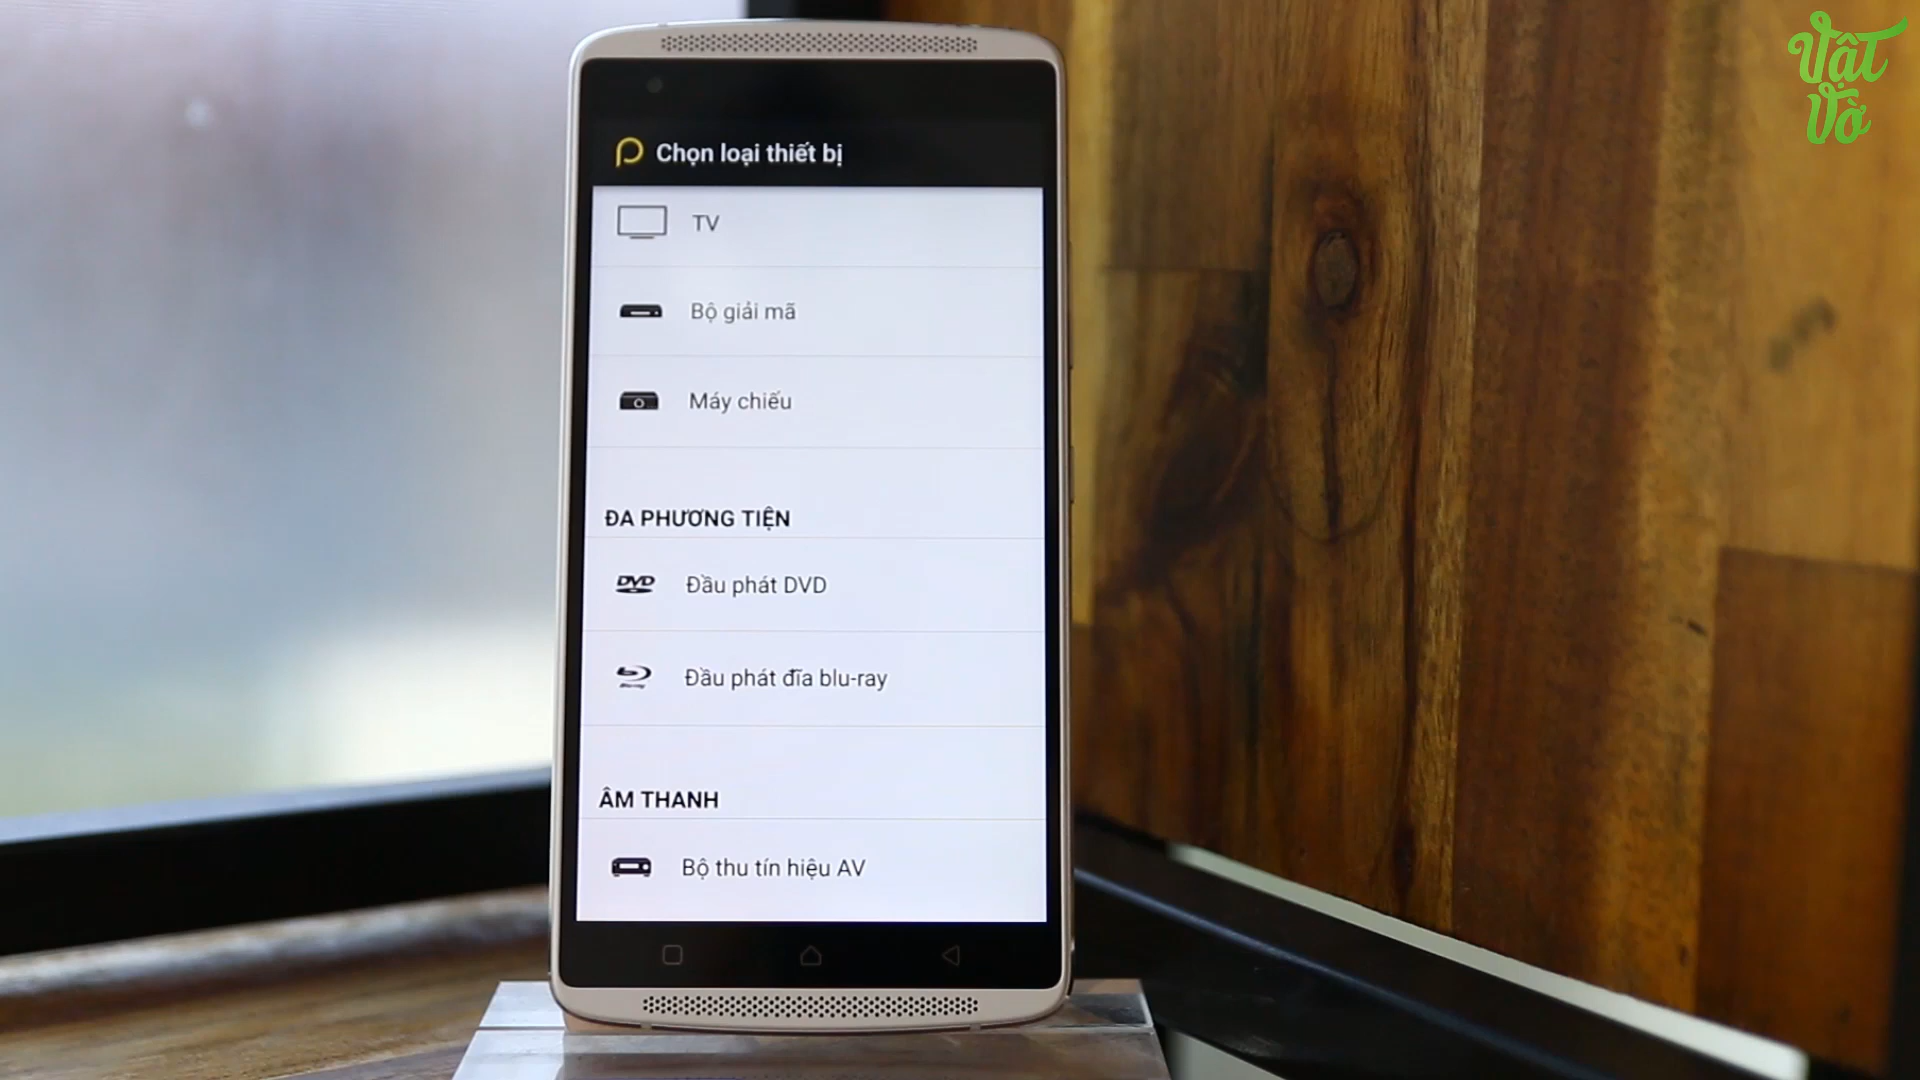 Vật
Vờ
Chọn loại thiết bị
TV
Bộ giải mã
Máy chiếu
ĐA PHƯƠNG TIỆN
DVD
Đầu phát DVD
Đầu phát đĩa blu-ray
ÂM THANH
Bộ thu tín hiệu AV